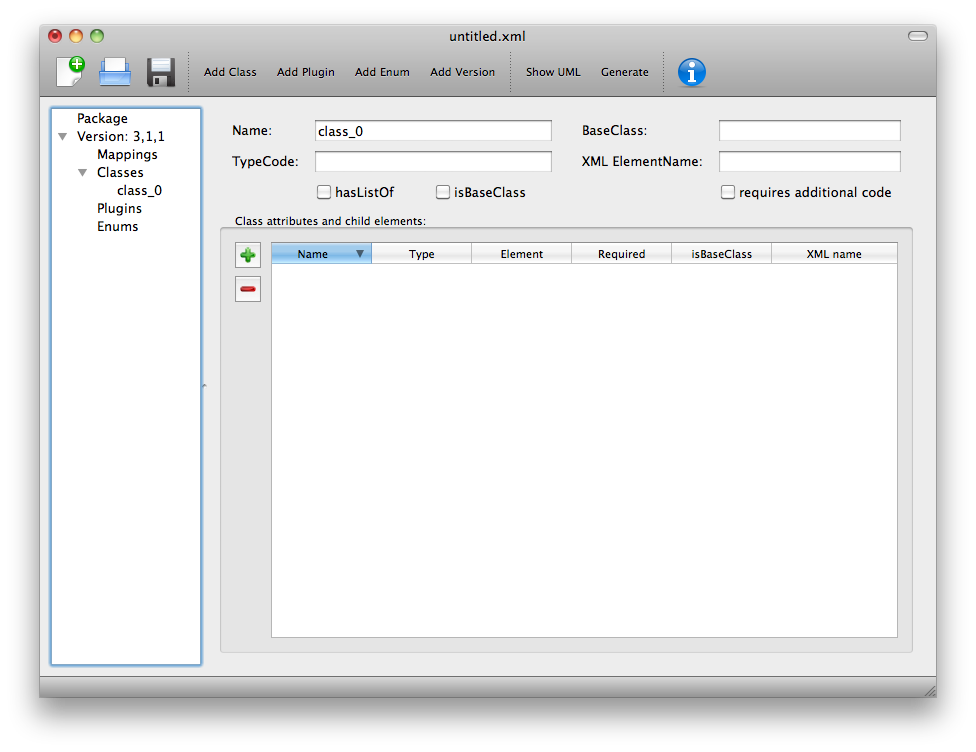 untitled.xml
Add Class Add Plugin Add Enum Add Version Show UML Generate
Package
Version: 3,1,1
Mappings
Classes
class_0
Plugins
Enums
Name: class_0 BaseClass:
TypeCode: XML ElementName:
hasListOf isBaseClass requires additional code
Class attributes and child elements:
Name Type Element Required isBaseClass XML name